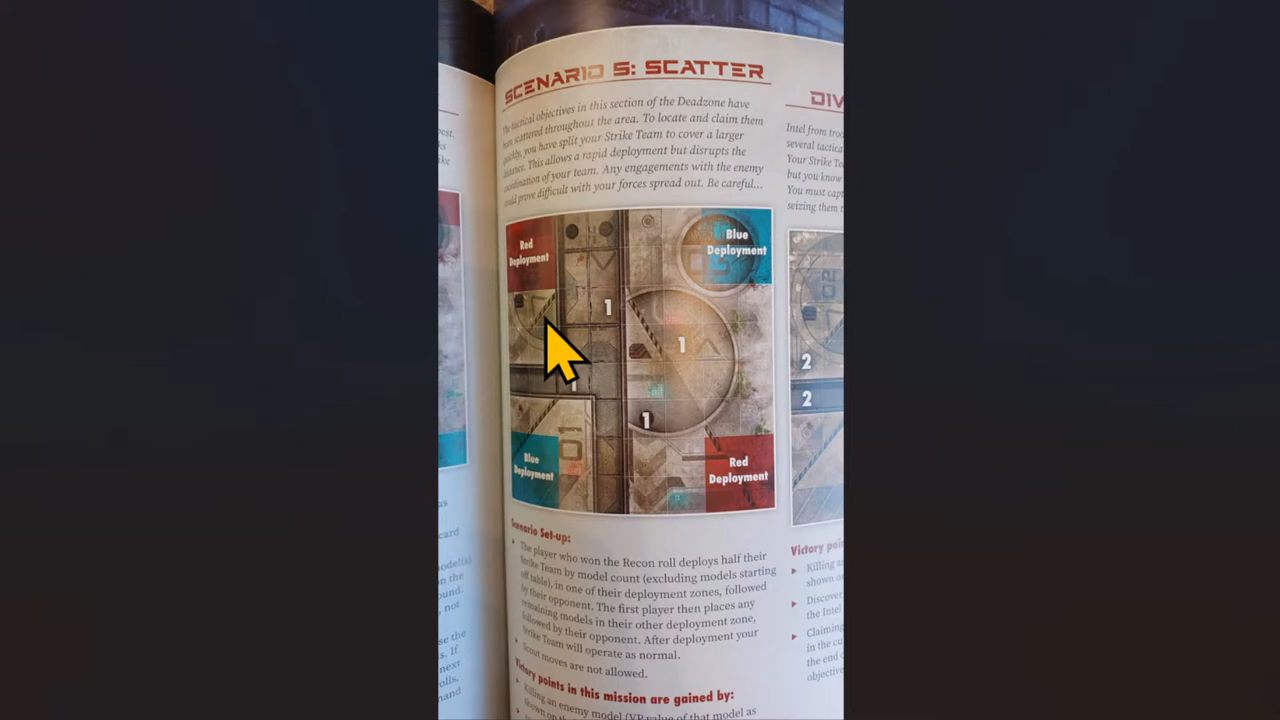 SCENARIO 5: SCATTER
The tactical objectives in this section of the Deadzone have
been scattered throughout the area. To locate and claim them
quickly, you have split your Strike Team to cover a larger
distance. This allows a rapid deployment but disrupts the
coordination of your team. Any engagements with the enemy
could prove difficult with your forces spread out. Be careful...
Red
Deployment
Blue
Deployment
1
1
1
1
01
Blue
Deployment
Red
Deployment
Scenario Set-up:
The player who won the Recon roll deploys half their
Strike Team by model count (excluding models starting
off table), in one of their deployment zones, followed
by their opponent. The first player then places any
remaining models in their other deployment zone,
followed by their opponent. After deployment your
Strike Team will operate as normal.
Scout moves are not allowed.
Victory points in this mission are gained by:
Killing an enemy model (VP value of that model as
shown on the
DIV
Intel from troo
several tactica
Your Strike Te
but you know
You must capt
seizing them t
2
2
Victory poi
Killing a
shown o
Discover
the Intel
Claiming
in the cu
the end o
objective